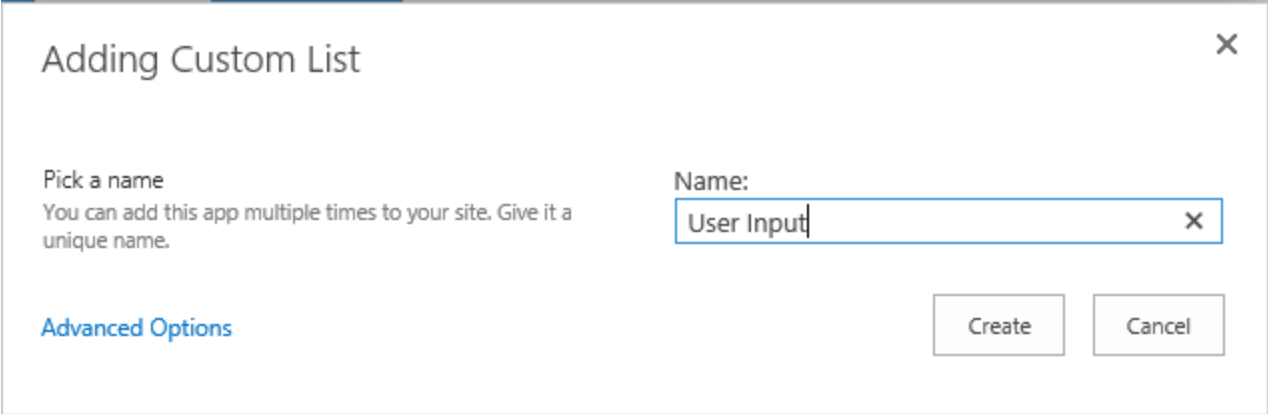 Adding Custom List
Pick a name
You can add this app multiple times to your site. Give it a
unique name.
Name:
User Input
Advanced Options
Create
Cancel